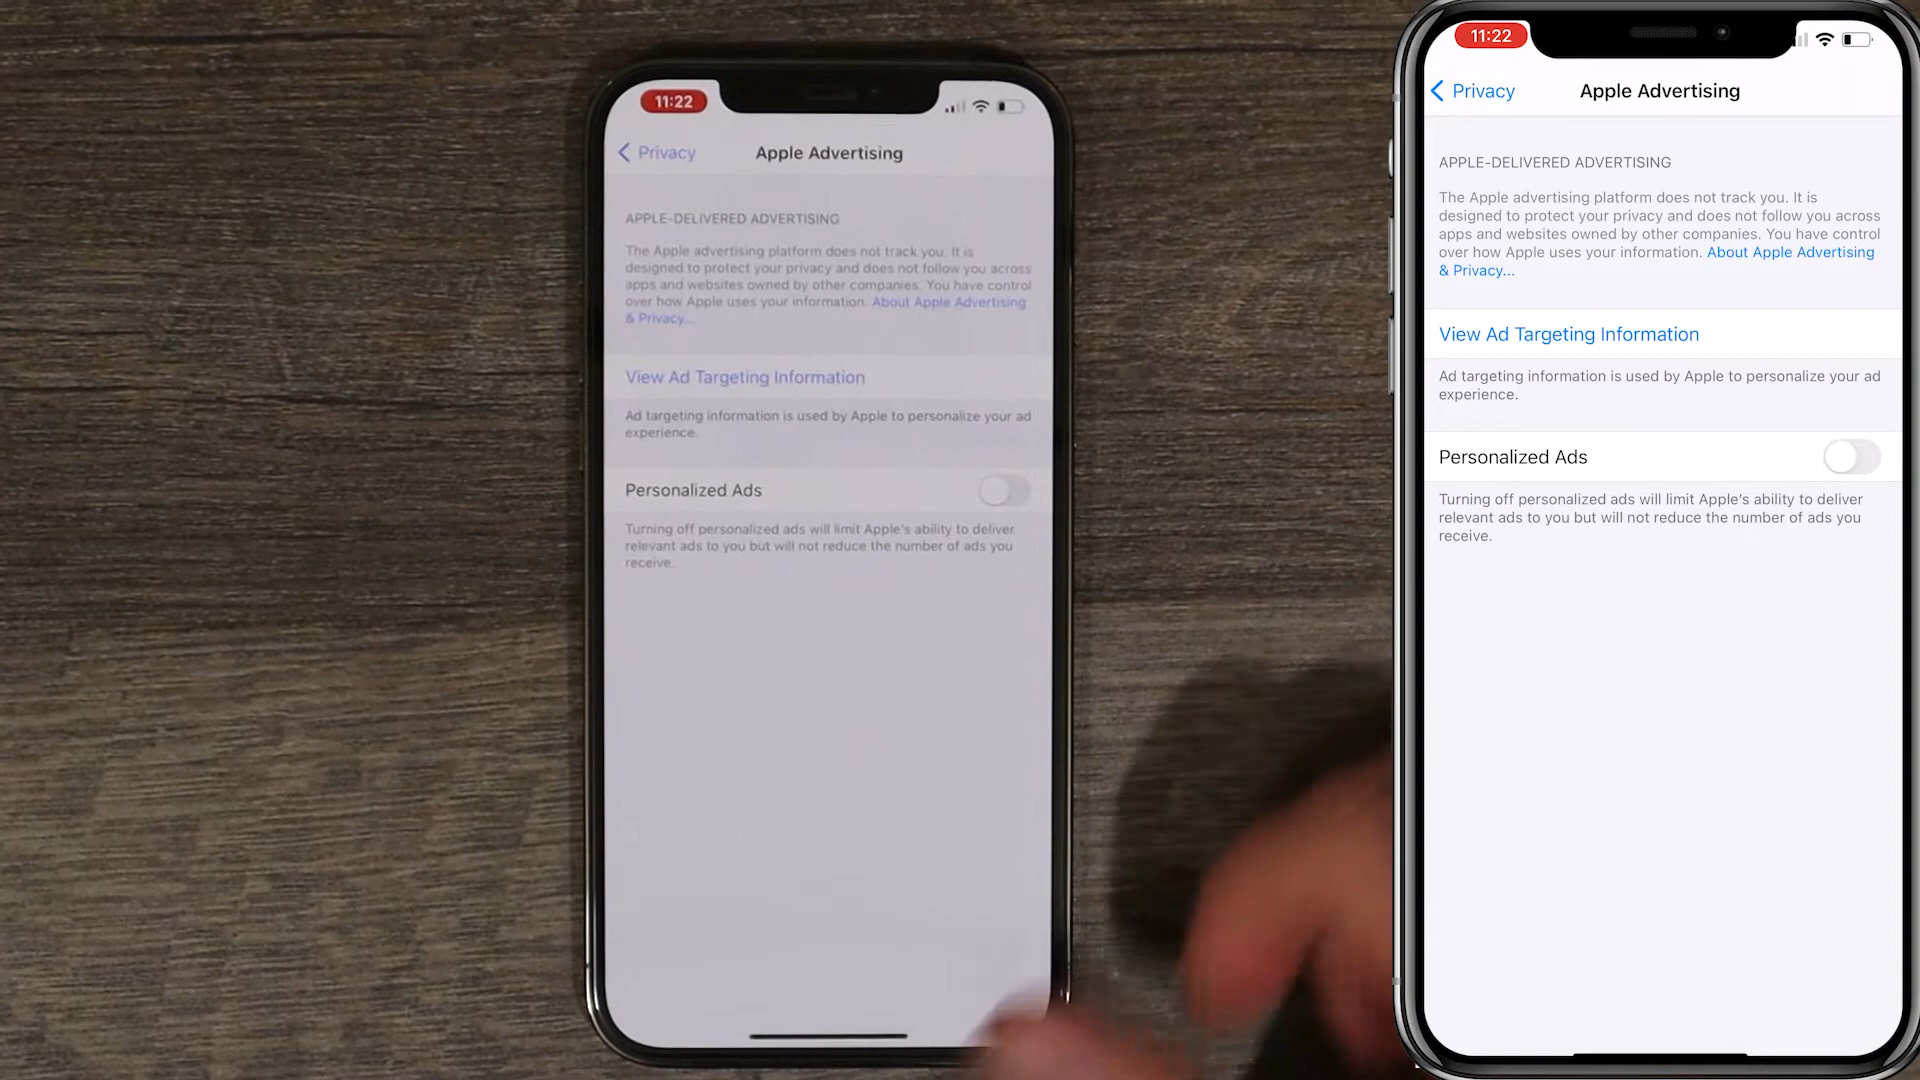 11:22
Privacy
Apple Advertising
APPLE-DELIVERED ADVERTISING
The Apple advertising platform does not track you. It is
designed to protect your privacy and does not follow you across
apps and websites owned by other companies. You have control
over how Apple uses your information. About Apple Advertising
& Privacy...
View Ad Targeting Information
Ad targeting information is used by Apple to personalize your ad
experience.
Personalized Ads
Turning off personalized ads will limit Apple's ability to deliver
relevant ads to you but will not reduce the number of ads you
receive.
11:22
Privacy
Apple Advertising
APPLE-DELIVERED ADVERTISING
The Apple advertising platform does not track you. It is
designed to protect your privacy and does not follow you across
apps and websites owned by other companies. You have control
over how Apple uses your information. About Apple Advertising
& Privacy...
View Ad Targeting Information
Ad targeting information is used by Apple to personalize your ad
experience.
Personalized Ads
Turning off personalized ads will limit Apple's ability to deliver
relevant ads to you but will not reduce the number of ads you
receive.